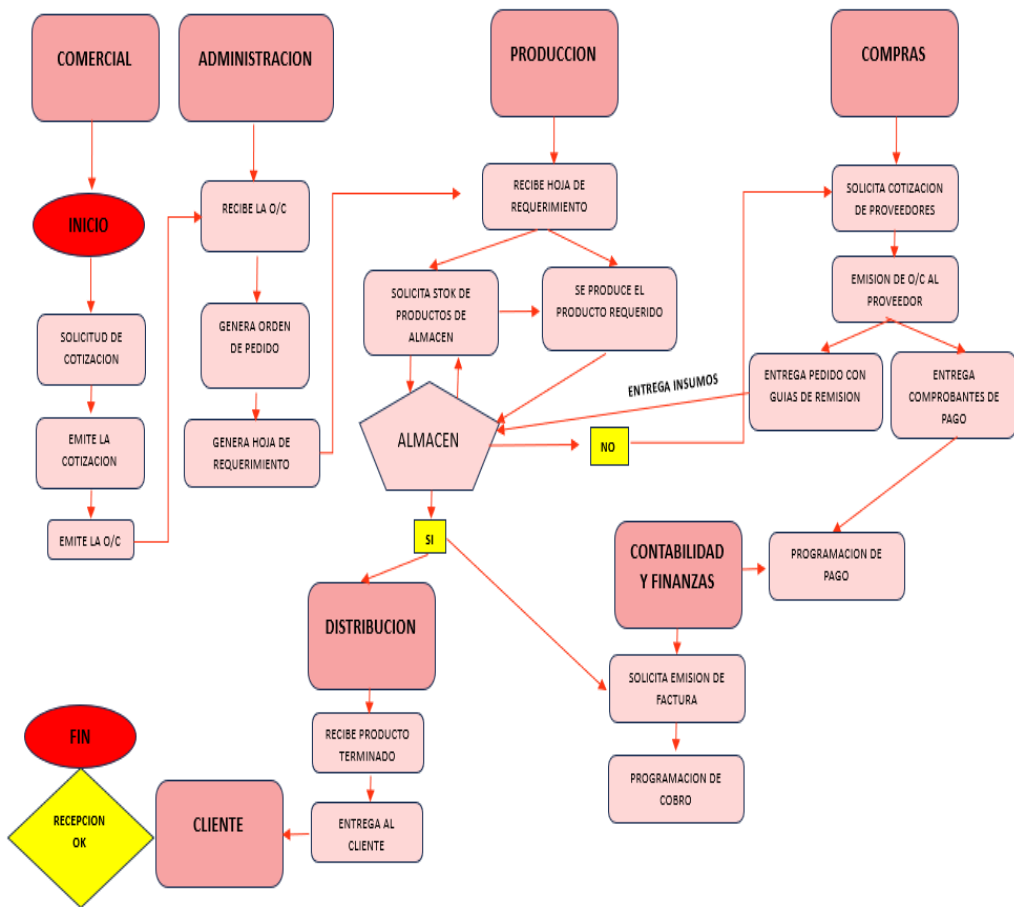 COMERCIAL
INICIO
SOLICITUD DE
COTIZACION
EMITE LA
COTIZACION
EMITE LA O/C
ADMINISTRACION
RECIBE LA O/C
GENERA ORDEN
DE PEDIDO
GENERA HOJA DE
REQUERIMIENTO
PRODUCCION
RECIBE HOJA DE
REQUERIMIENTO
SOLICITA STOK DE
PRODUCTOS DE
ALMACEN
SE PRODUCE EL
PRODUCTO REQUERIDO
ALMACEN
NO
SI
COMPRAS
SOLICITA COTIZACION
DE PROVEEDORES
EMISION DE O/C AL
PROVEEDOR
ENTREGA PEDIDO CON
GUIAS DE REMISION
ENTREGA
COMPROBANTES DE
PAGO
ENTREGA INSUMOS
CONTABILIDAD
Y FINANZAS
PROGRAMACION DE
PAGO
SOLICITA EMISION DE
FACTURA
PROGRAMACION DE
COBRO
DISTRIBUCION
RECIBE PRODUCTO
TERMINADO
ENTREGA AL
CLIENTE
CLIENTE
FIN
RECEPCION
OK